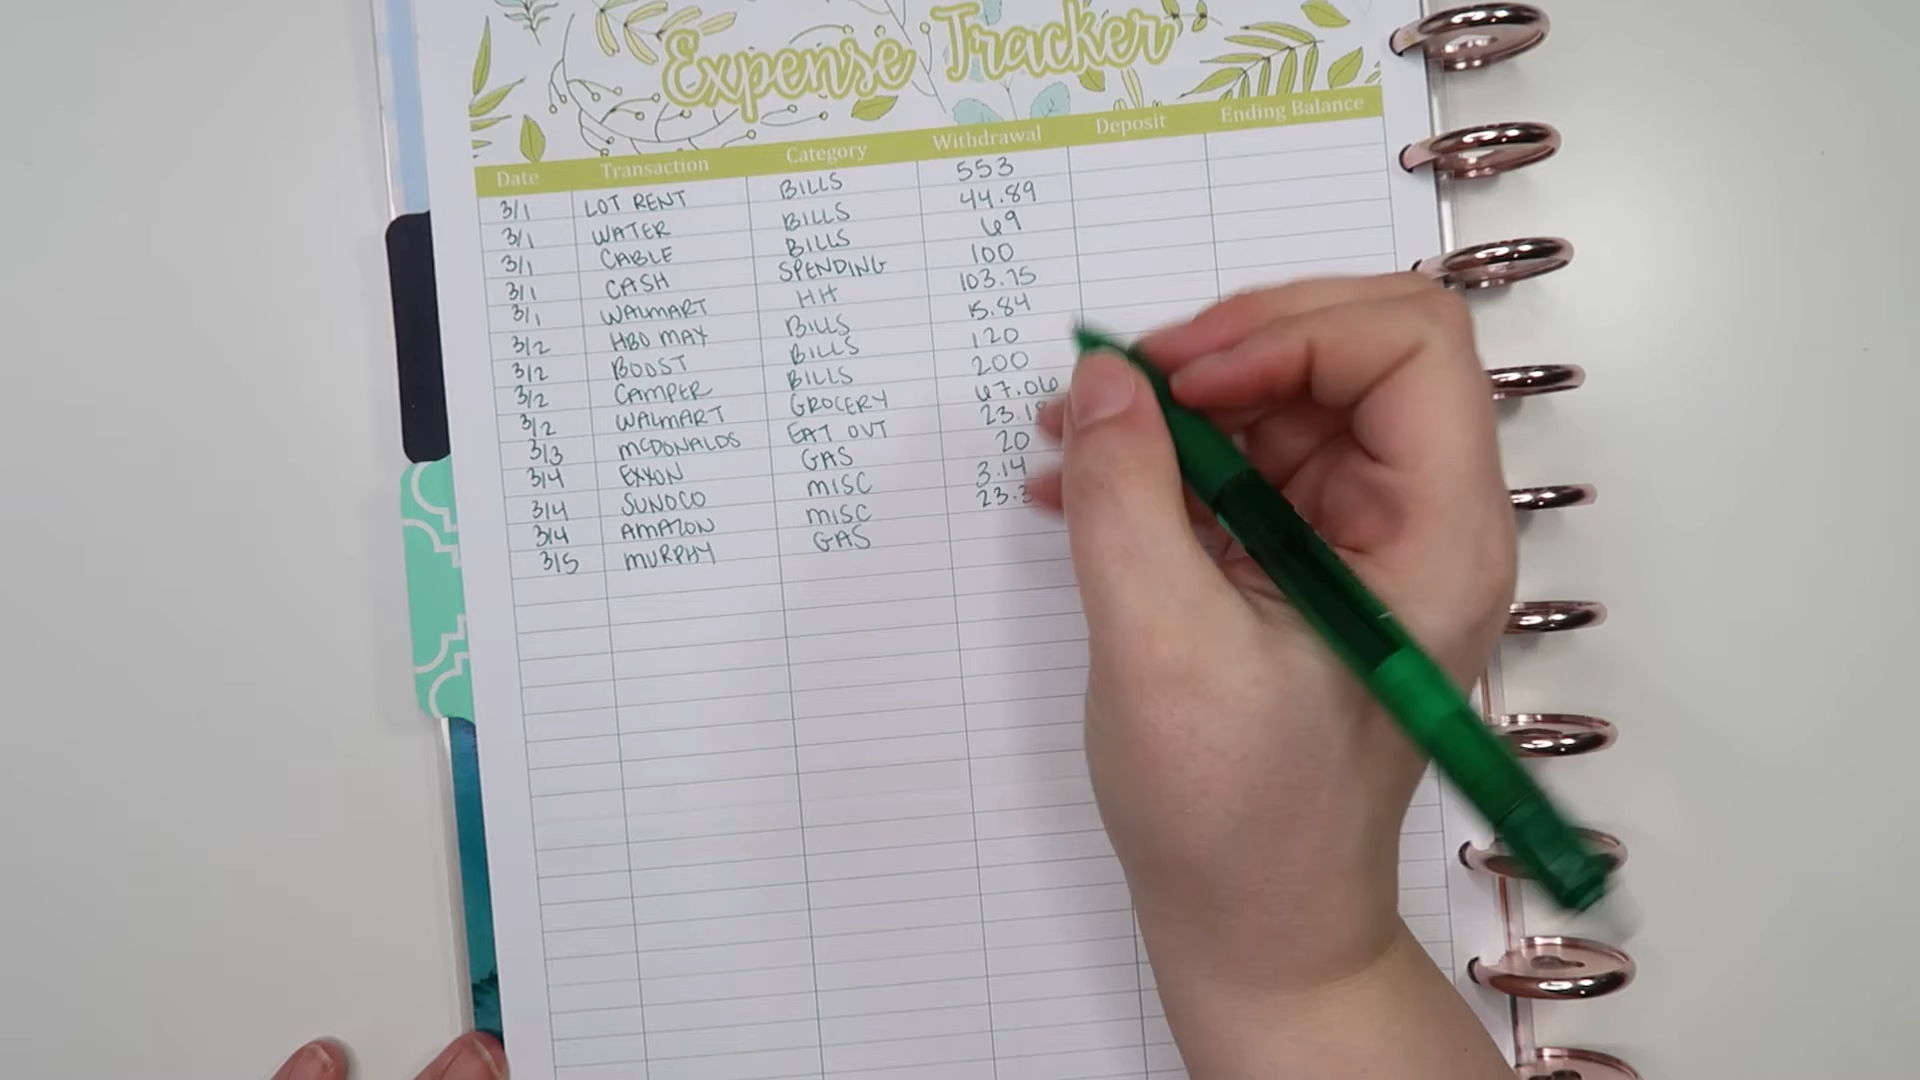 Expense Tracker
Date Transaction Category Withdrawal Deposit Ending Balance
3/1 LOT RENT BILLS 553
3/1 WATER BILLS 44.89
3/1 CABLE BILLS 69
3/1 CASH SPENDING 100
3/1 WALMART HH 103.75
3/2 HBO MAX BILLS 15.84
3/2 BOOST BILLS 120
3/2 CAMPER BILLS 200
3/2 WALMART GROCERY 67.06
3/3 MCDONALDS EAT OUT
3/4 EXXON GAS 20
3/4 SUNOCO MISC 3.14
3/4 AMAZON MISC
3/5 MURPHY GAS